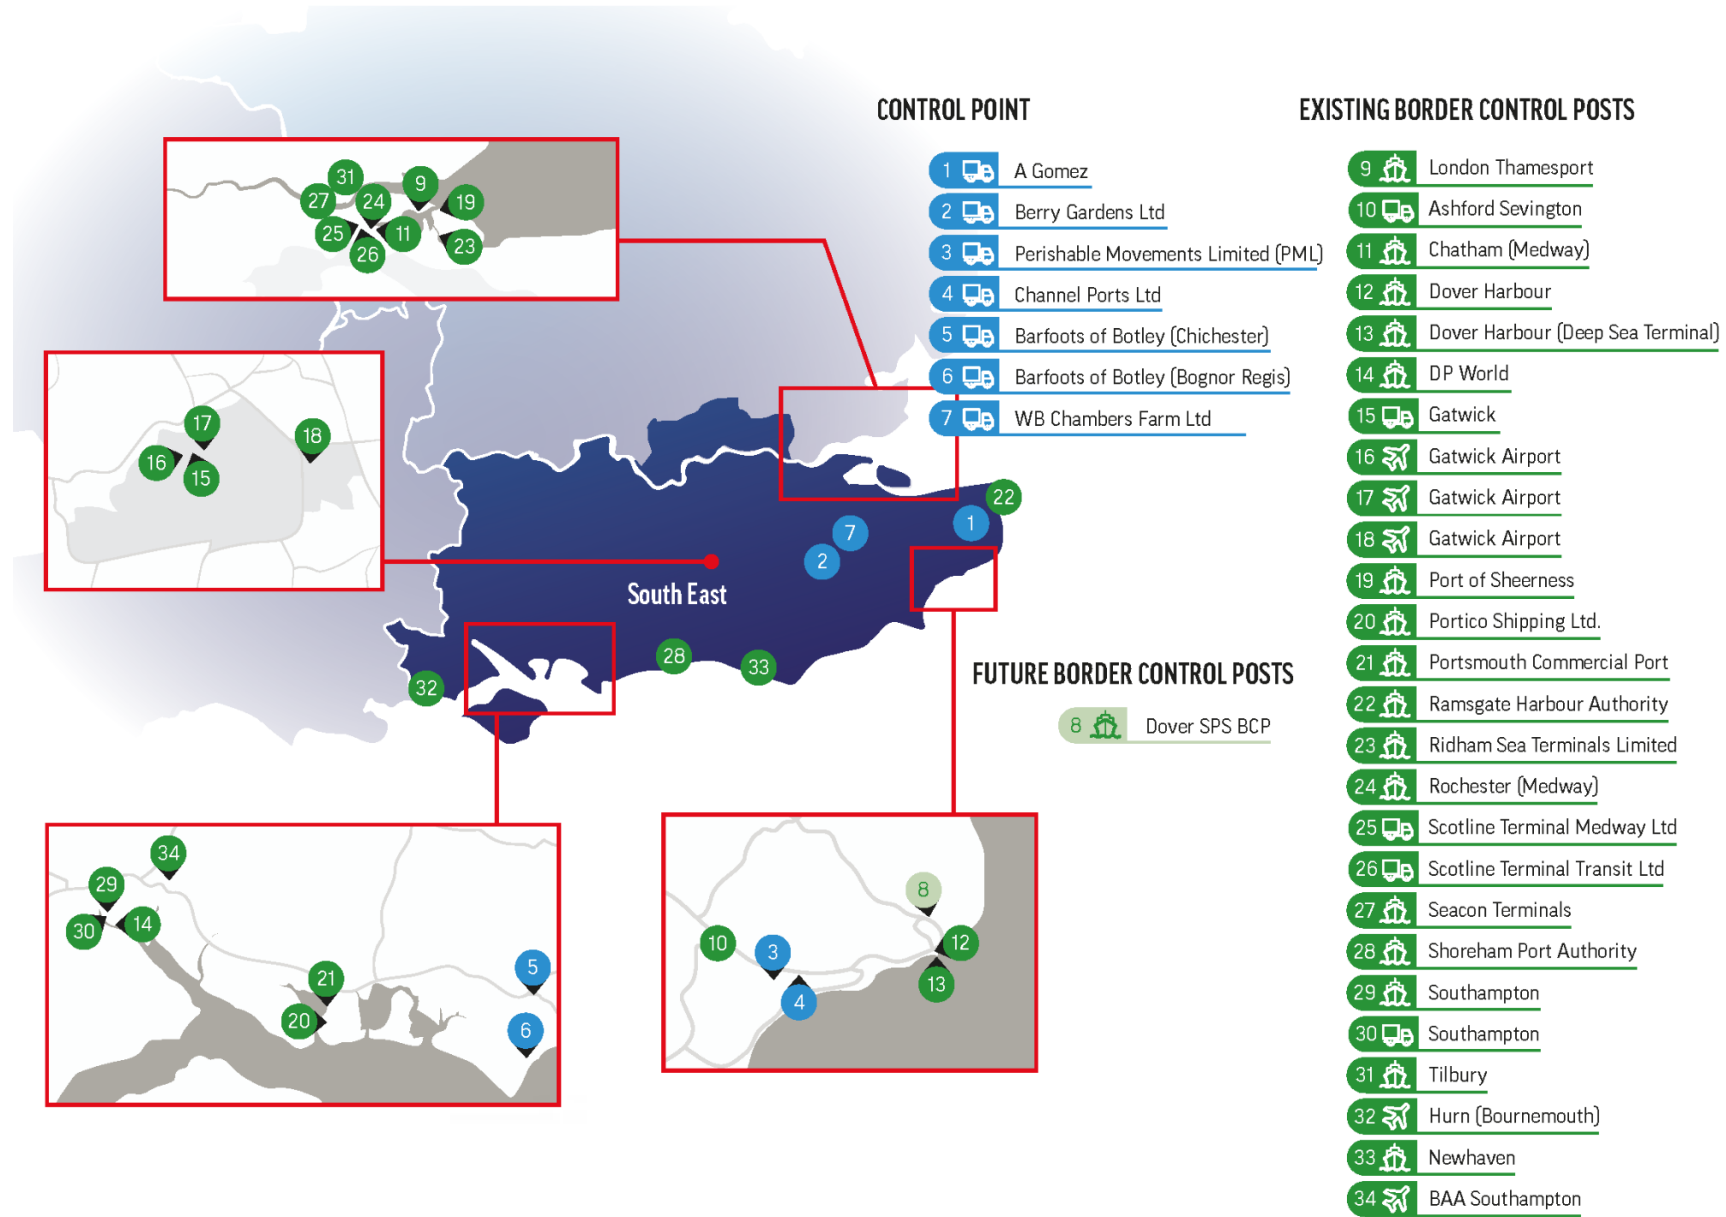 CONTROL POINT
1 A Gomez
2 Berry Gardens Ltd
3 Perishable Movements Limited (PML)
4 Channel Ports Ltd
5 Barfoots of Botley (Chichester)
6 Barfoots of Botley (Bognor Regis)
7 WB Chambers Farm Ltd
EXISTING BORDER CONTROL POSTS
9 London Thamesport
10 Ashford Sevington
11 Chatham (Medway)
12 Dover Harbour
13 Dover Harbour (Deep Sea Terminal)
14 DP World
15 Gatwick
16 Gatwick Airport
17 Gatwick Airport
18 Gatwick Airport
19 Port of Sheerness
20 Portico Shipping Ltd.
21 Portsmouth Commercial Port
22 Ramsgate Harbour Authority
23 Ridham Sea Terminals Limited
24 Rochester (Medway)
25 Scotline Terminal Medway Ltd
26 Scotline Terminal Transit Ltd
27 Seacon Terminals
28 Shoreham Port Authority
29 Southampton
30 Southampton
31 Tilbury
32 Hurn (Bournemouth)
33 Newhaven
34 BAA Southampton
FUTURE BORDER CONTROL POSTS
8 Dover SPS BCP
31
9
27
24
19
25
11
26
23
17
18
16
15
22
1
7
2
South East
28
33
32
34
29
30
14
5
21
20
6
8
10
12
3
13
4